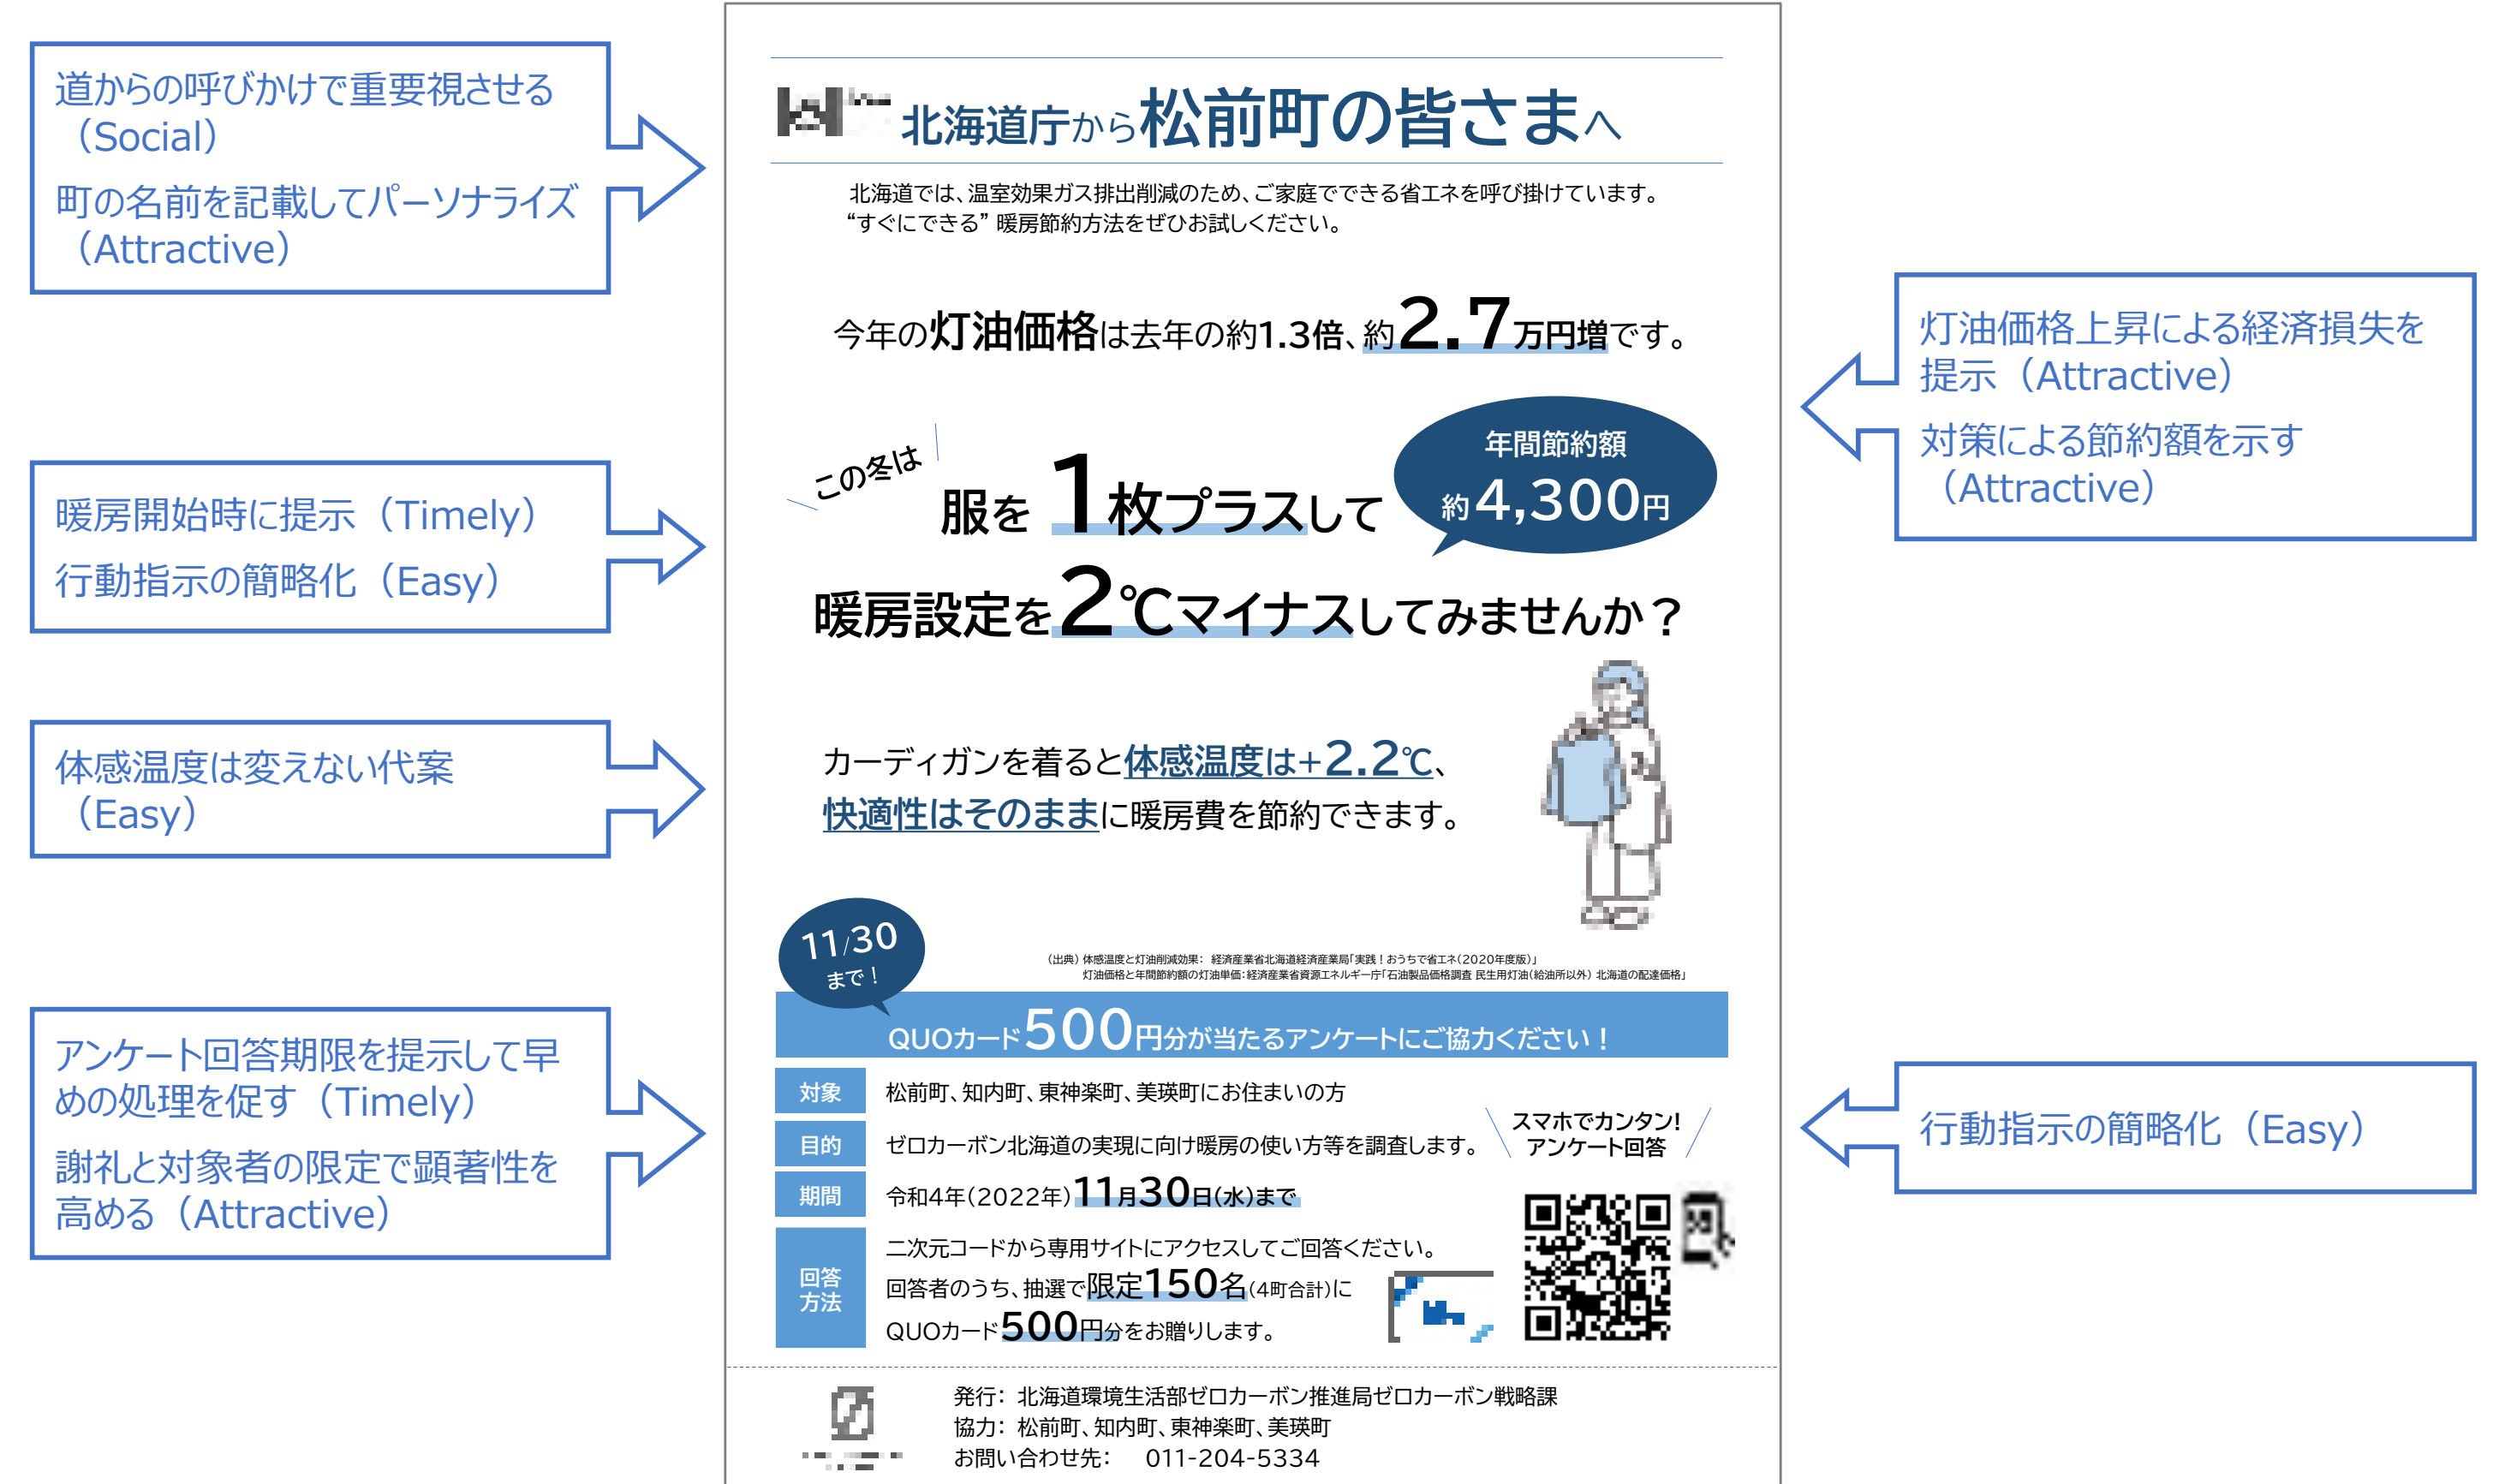 道からの呼びかけで重要視させる
（Social）
町の名前を記載してパーソナライズ
（Attractive）
暖房開始時に提示（Timely）
行動指示の簡略化（Easy）
体感温度は変えない代案
（Easy）
アンケート回答期限を提示して早
めの処理を促す（Timely）
謝礼と対象者の限定で顕著性を
高める（Attractive）
北海道庁から松前町の皆さまへ
北海道では、温室効果ガス排出削減のため、ご家庭でできる省エネを呼び掛けています。
“すぐにできる” 暖房節約方法をぜひお試しください。
今年の灯油価格は去年の約1.3倍、約2.7万円増です。
この冬は
服を 1枚プラスして
年間節約額
約4,300円
暖房設定を2℃マイナスしてみませんか？
カーディガンを着ると体感温度は+2.2℃、
快適性はそのままに暖房費を節約できます。
11/30
まで！
（出典） 体感温度と灯油削減効果： 経済産業省北海道経済産業局「実践！おうちで省エネ（2020年度版）」
灯油価格と年間節約額の灯油単価：経済産業省資源エネルギー庁「石油製品価格調査 民生用灯油（給油所以外） 北海道の配達価格」
QUOカード500円分が当たるアンケートにご協力ください！
対象
松前町、知内町、東神楽町、美瑛町にお住まいの方
目的
ゼロカーボン北海道の実現に向け暖房の使い方等を調査します。
期間
令和4年（2022年）11月30日（水）まで
回答
方法
二次元コードから専用サイトにアクセスしてご回答ください。
回答者のうち、抽選で限定150名（4町合計）に
QUOカード500円分をお贈りします。
スマホでカンタン！
アンケート回答
発行： 北海道環境生活部ゼロカーボン推進局ゼロカーボン戦略課
協力： 松前町、知内町、東神楽町、美瑛町
お問い合わせ先： 011-204-5334
灯油価格上昇による経済損失を
提示（Attractive）
対策による節約額を示す
（Attractive）
行動指示の簡略化（Easy）